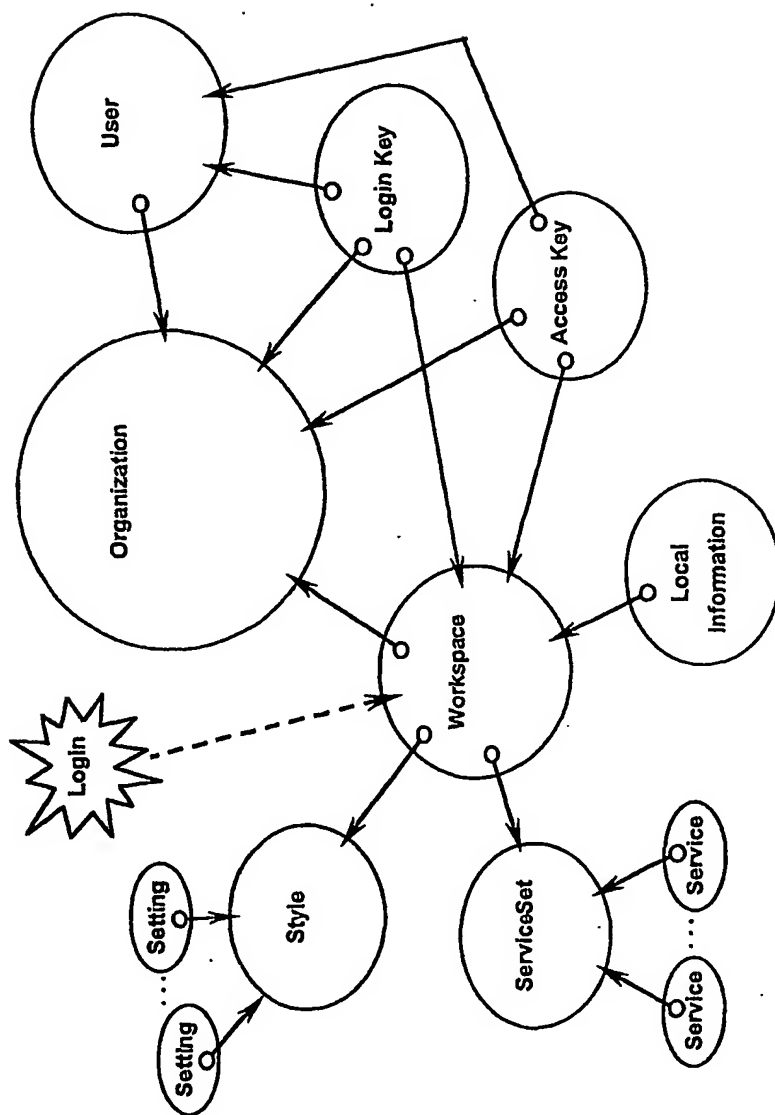 User
Login Key
Access Key
Organization
Login
Workspace
Local
Information
Setting
....
Setting
Style
ServiceSet
Service
....
Service